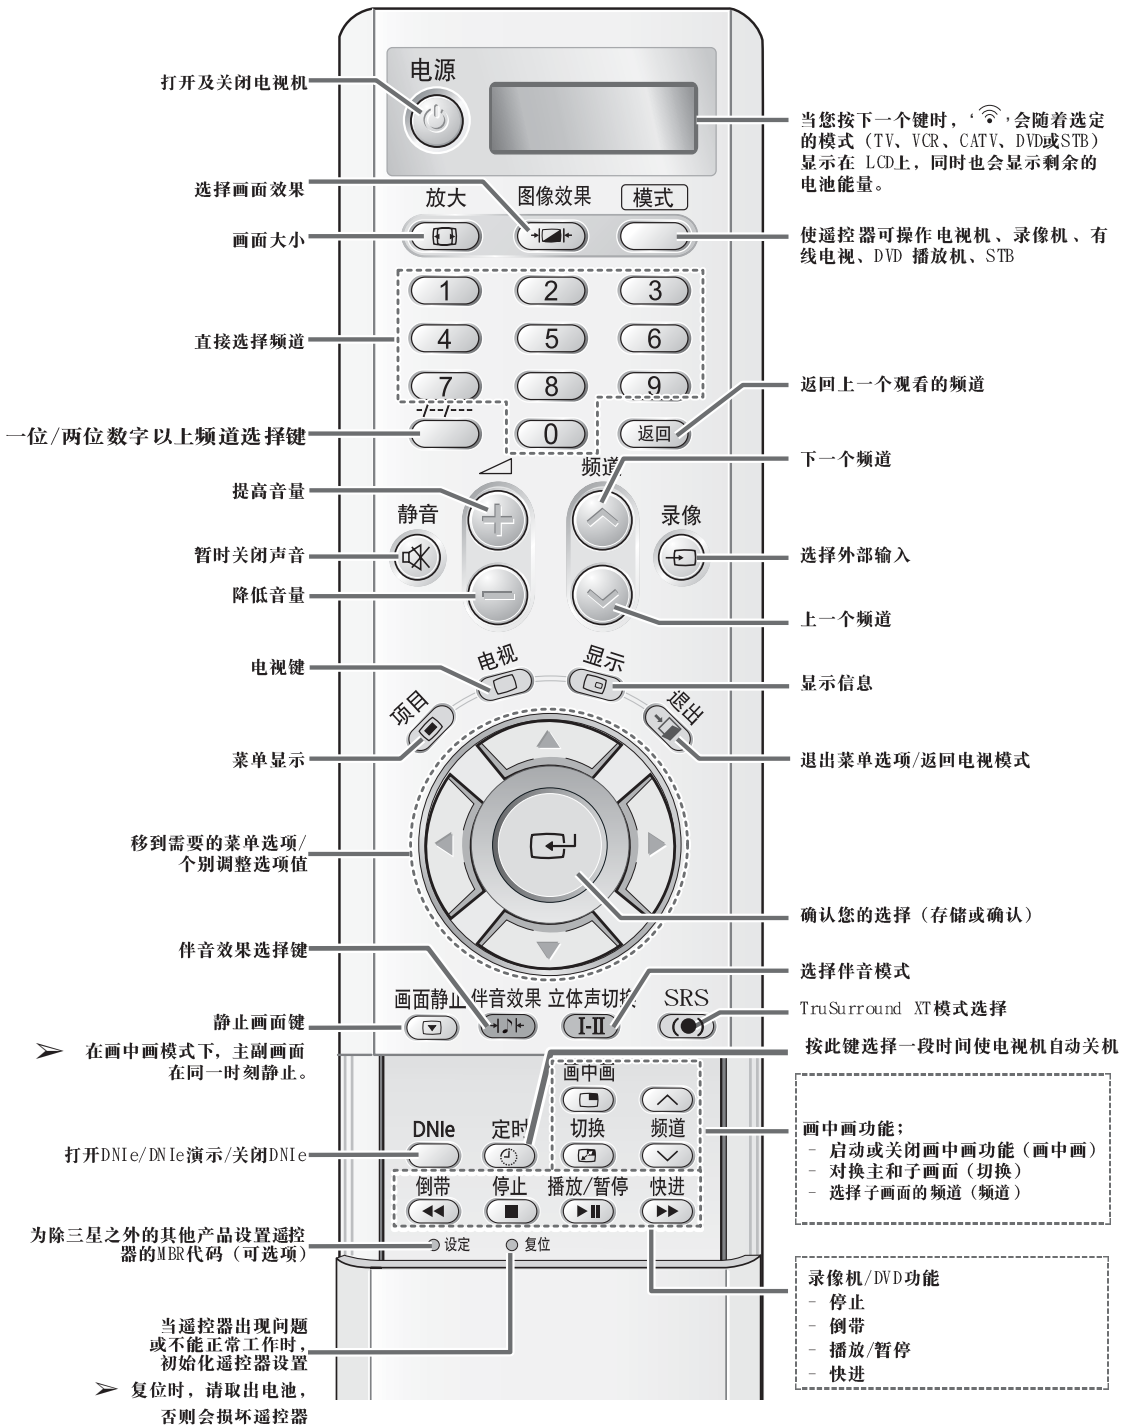 电源
打开及关闭电视机
当您按下一个键时，‘ ’会随着选定
的模式（TV、VCR、CATV、DVD或STB）
显示在 LCD上，同时也会显示剩余的
电池能量。
选择画面效果
放大
图像效果
模式
画面大小
使遥控器可操作电视机、录像机、有
线电视、DVD 播放机、STB
1
2
3
直接选择频道
4
5
6
7
8
9
返回上一个观看的频道
-/--/---
0
返回
一位/两位数字以上频道选择键
下一个频道
频道
提高音量
静音
录像
暂时关闭声音
选择外部输入
降低音量
上一个频道
电视键
电视
显示
显示信息
项目
退出
菜单显示
退出菜单选项/返回电视模式
移到需要的菜单选项/
个别调整选项值
确认您的选择（存储或确认）
伴音效果选择键
选择伴音模式
画面静止
伴音效果
立体声切换
SRS
静止画面键
I-II
TruSurround XT模式选择
➢ 在画中画模式下，主副画面
在同一时刻静止。
按此键选择一段时间使电视机自动关机
画中画
DNIe
定时
切换
频道
画中画功能；
- 启动或关闭画中画功能（画中画）
- 对换主和子画面（切换）
- 选择子画面的频道（频道）
打开DNIe/DNIe演示/关闭DNIe
倒带
停止
播放/暂停
快进
为除三星之外的其他产品设置遥控
器的MBR代码（可选项）
设定
复位
录像机/DVD功能
- 停止
- 倒带
- 播放/暂停
- 快进
当遥控器出现问题
或不能正常工作时，
初始化遥控器设置
➢ 复位时，请取出电池，
否则会损坏遥控器